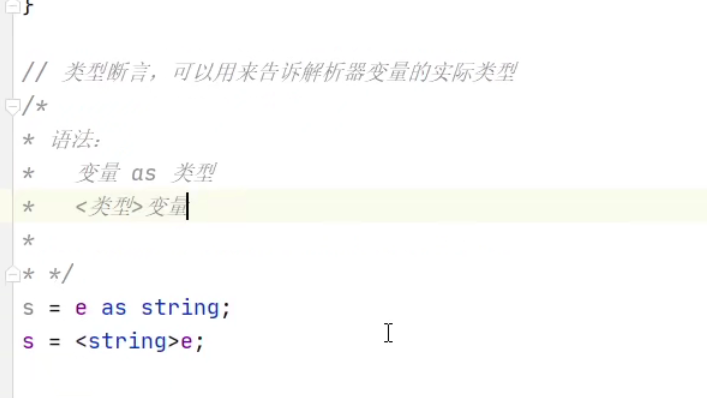 }
// 类型断言，可以用来告诉解析器变量的实际类型
/*
* 语法：
*   变量 as 类型
*   <类型>变量
*
* */
s = e as string;
s = <string>e;